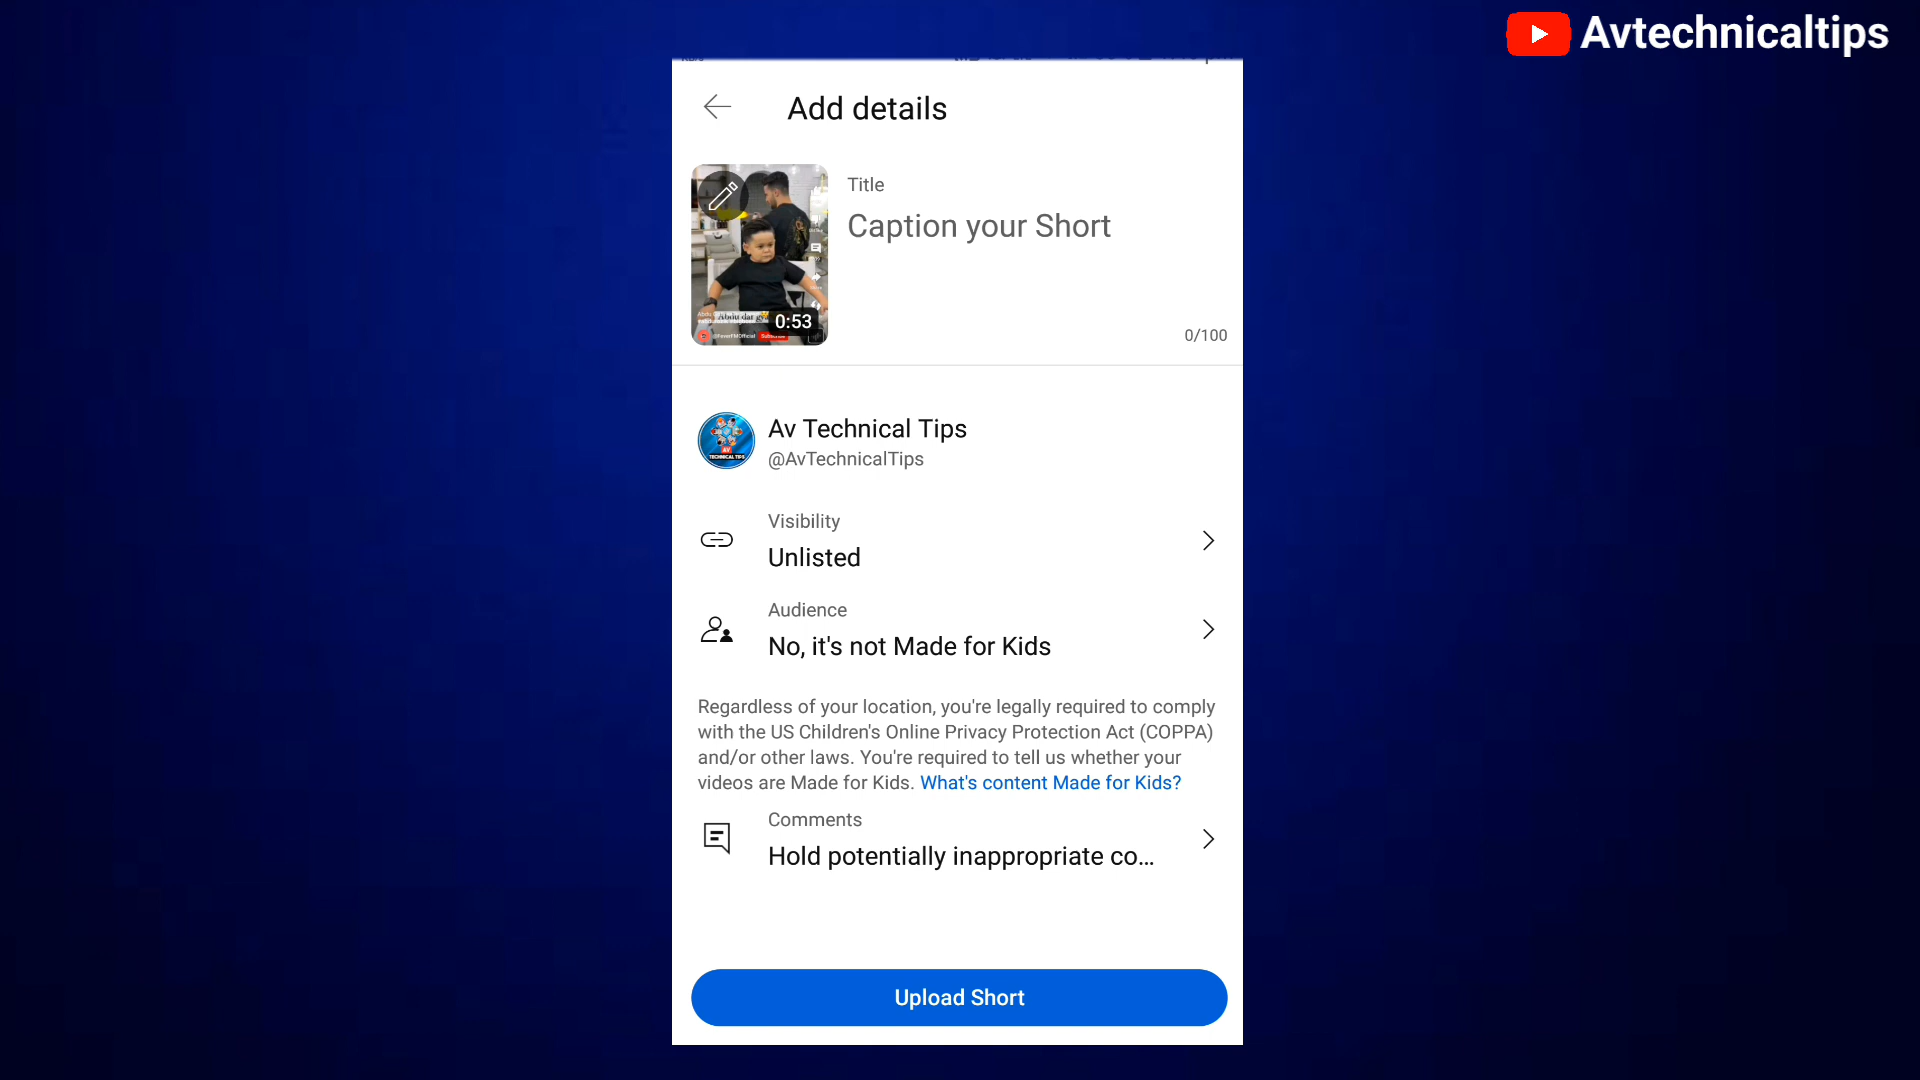 Avtechnicaltips
Add details
Title
Caption your Short
0:53
0/100
Av Technical Tips
@AvTechnicalTips
Visibility
Unlisted
Audience
No, it's not Made for Kids
Regardless of your location, you're legally required to comply
with the US Children's Online Privacy Protection Act (COPPA)
and/or other laws. You're required to tell us whether your
videos are Made for Kids. What's content Made for Kids?
Comments
Hold potentially inappropriate co...
Upload Short